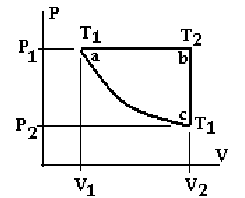 P
T₁ T₂
P₁ a b
c
P₂ T₁
V
V₁ V₂